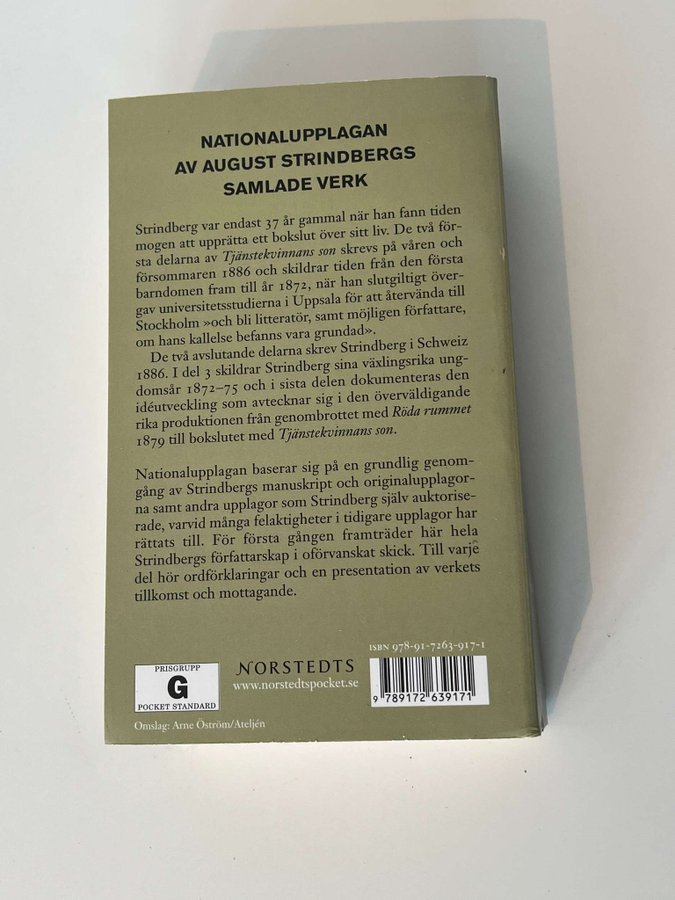 NATIONALUPPLAGAN
AV AUGUST STRINDBERGS
SAMLADE VERK
Strindberg var endast 37 år gammal när han fann tiden
mogen att upprätta ett bokslut över sitt liv. De två för-
sta delarna av Tjänstekvinnans son skrevs på våren och
försommaren 1886 och skildrar tiden från den första
barndomen fram till år 1872, när han slutgiltigt över-
gav universitetsstudierna i Uppsala för att återvända till
Stockholm »och bli litteratör, samt möjligen författare,
om hans kallelse befanns vara grundad».
De två avslutande delarna skrev Strindberg i Schweiz
1886. I del 3 skildrar Strindberg sina växlingsrika ung-
domsår 1872–75 och i sista delen dokumenteras den
idéutveckling som avtecknar sig i den överväldigande
rika produktionen från genombrottet med Röda rummet
1879 till bokslutet med Tjänstekvinnans son.
Nationalupplagan baserar sig på en grundlig genom-
gång av Strindbergs manuskript och originalupplagor-
na samt andra upplagor som Strindberg själv auktorise-
rade, varvid många felaktigheter i tidigare upplagor har
rättats till. För första gången framträder här hela
Strindbergs författarskap i oförvanskat skick. Till varje
del hör ordförklaringar och en presentation av verkets
tillkomst och mottagande.
PRISGRUPP
G
POCKET STANDARD
NORSTEDTS
www.norstedtspocket.se
ISBN 978-91-7263-917-1
9 789172 639171
Omslag: Arne Öström/Ateljén